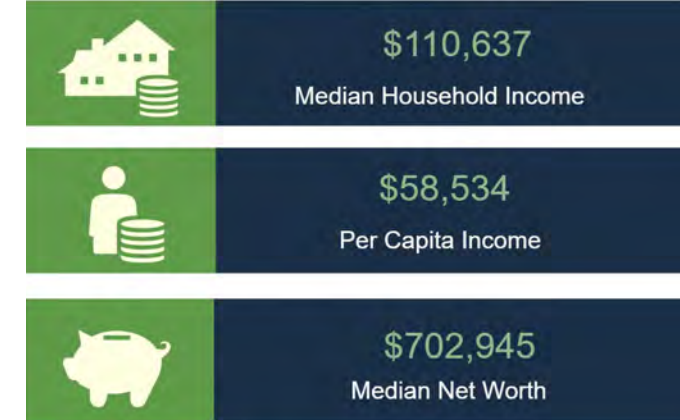 $110,637
Median Household Income
$58,534
Per Capita Income
$702,945
Median Net Worth